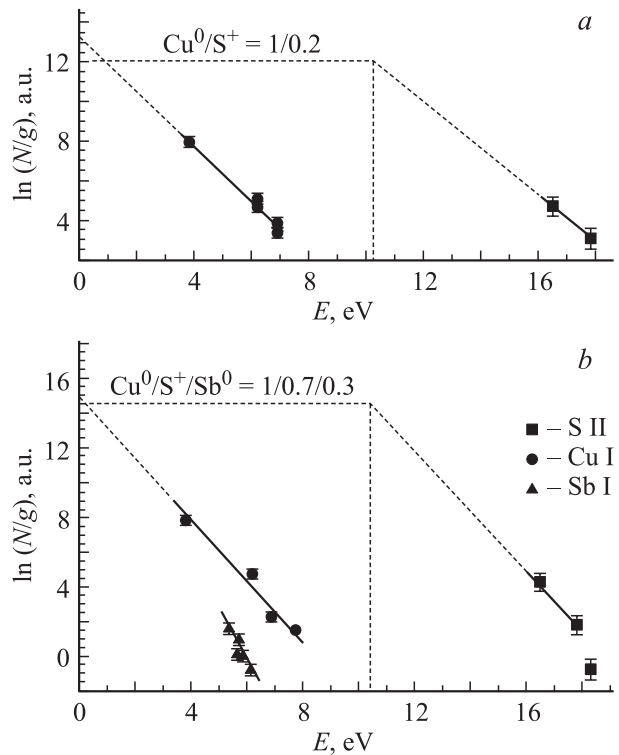 a
Cu⁰/S⁺ = 1/0.2
12
8
4
ln (N/g), a.u.
0 4 8 12 16
E, eV
b
16
Cu⁰/S⁺/Sb⁰ = 1/0.7/0.3
14
12
8
4
0
ln (N/g), a.u.
– S II
– Cu I
– Sb I
0 4 8 12 16
E, eV